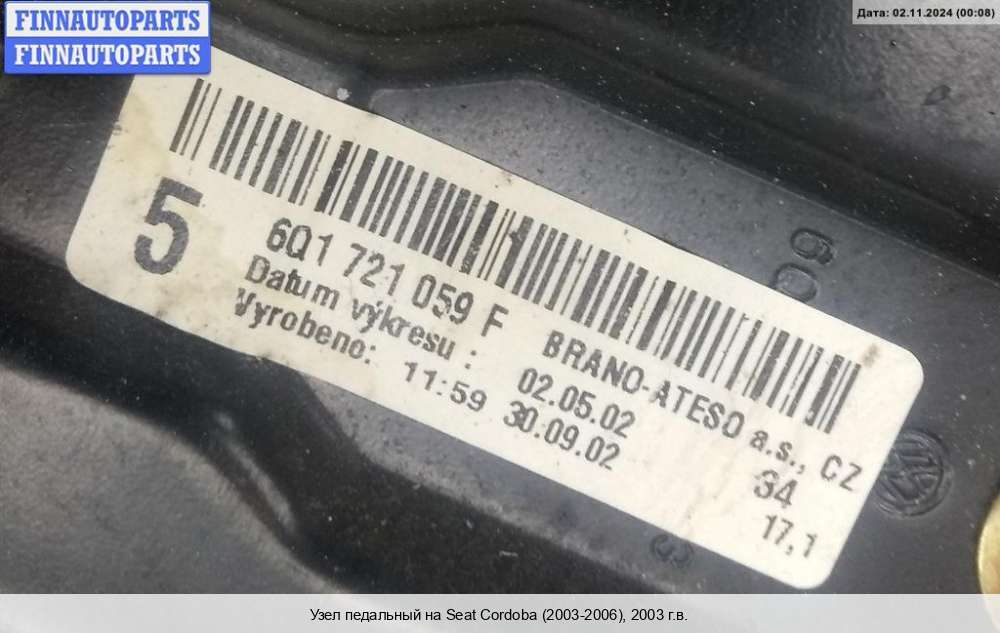 FINNAUTOPARTS
FINNAUTOPARTS
Дата: 02.11.2024 (00:08)
5
6Q1 721 059 F BRANO-ATESO a.s., CZ
Datum výkresu : 02.05.02 34
Vyrobeno: 11:59 30.09.02 17,1
Узел педальный на Seat Cordoba (2003-2006), 2003 г.в.